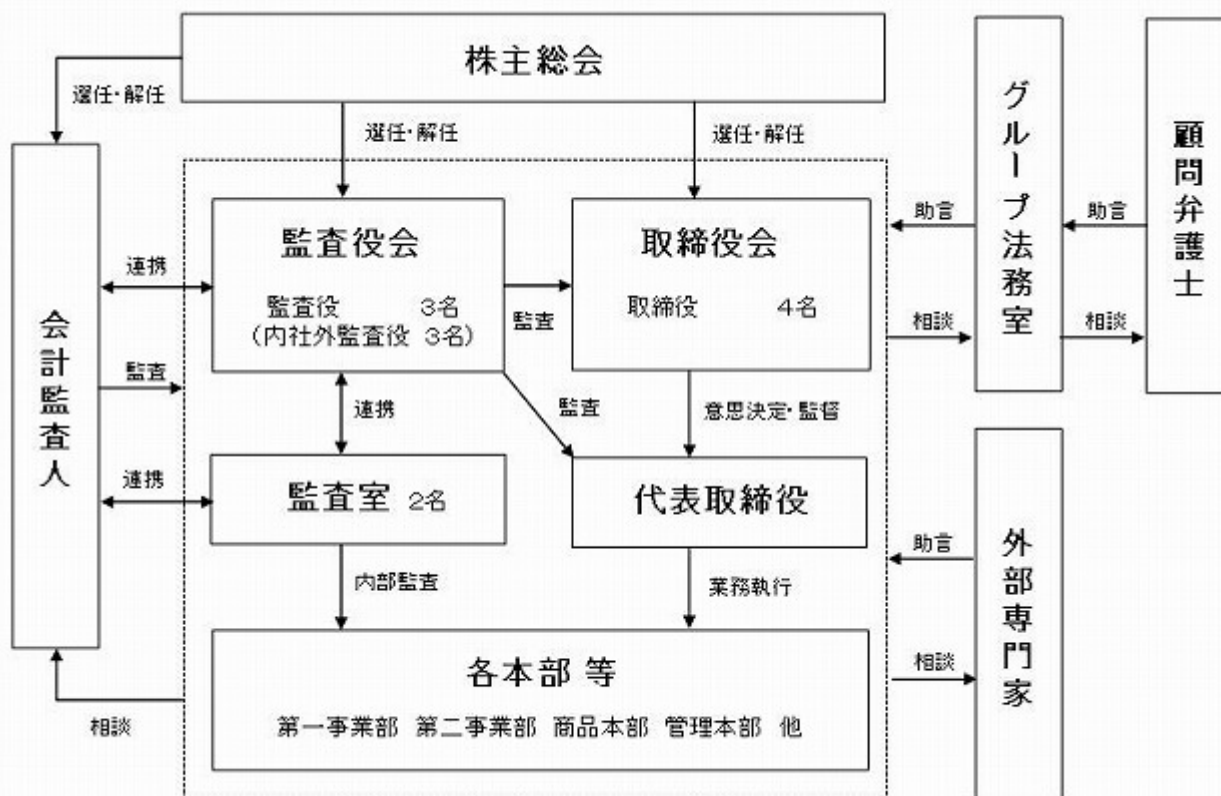 株主総会
選任・解任
選任・解任
選任・解任
グループ法務室
顧問弁護士
監査役会
監査役 3名
(内社外監査役 3名)
取締役会
取締役 4名
助言
助言
相談
相談
連携
監査
会計監査人
監査
連携
監査
意思決定・監督
連携
監査室 2名
代表取締役
内部監査
業務執行
助言
外部専門家
相談
各本部 等
第一事業部 第二事業部 商品本部 管理本部 他
相談